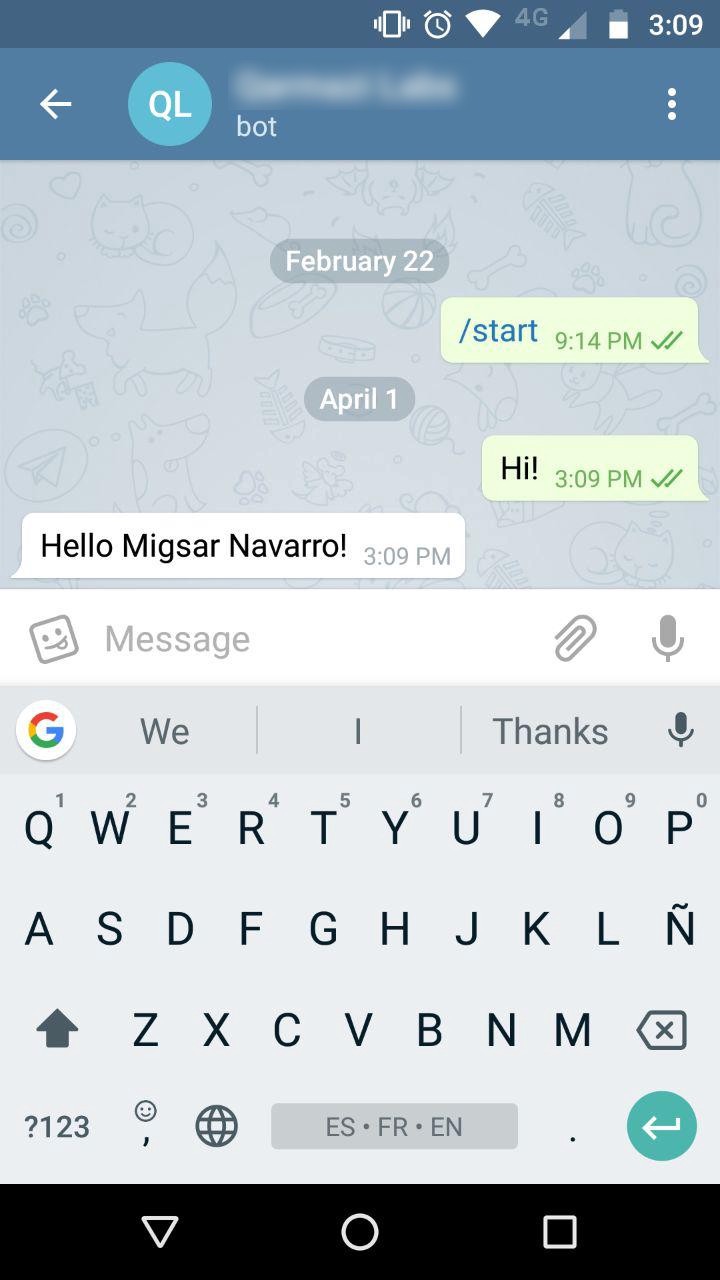 4G 3:09
QL
bot
February 22
/start 9:14 PM
April 1
Hi! 3:09 PM
Hello Migsar Navarro! 3:09 PM
Message
G We I Thanks
1 2 3 4 5 6 7 8 9 0
Q W E R T Y U I O P
A S D F G H J K L Ñ
Z X C V B N M
?123 , ES • FR • EN .